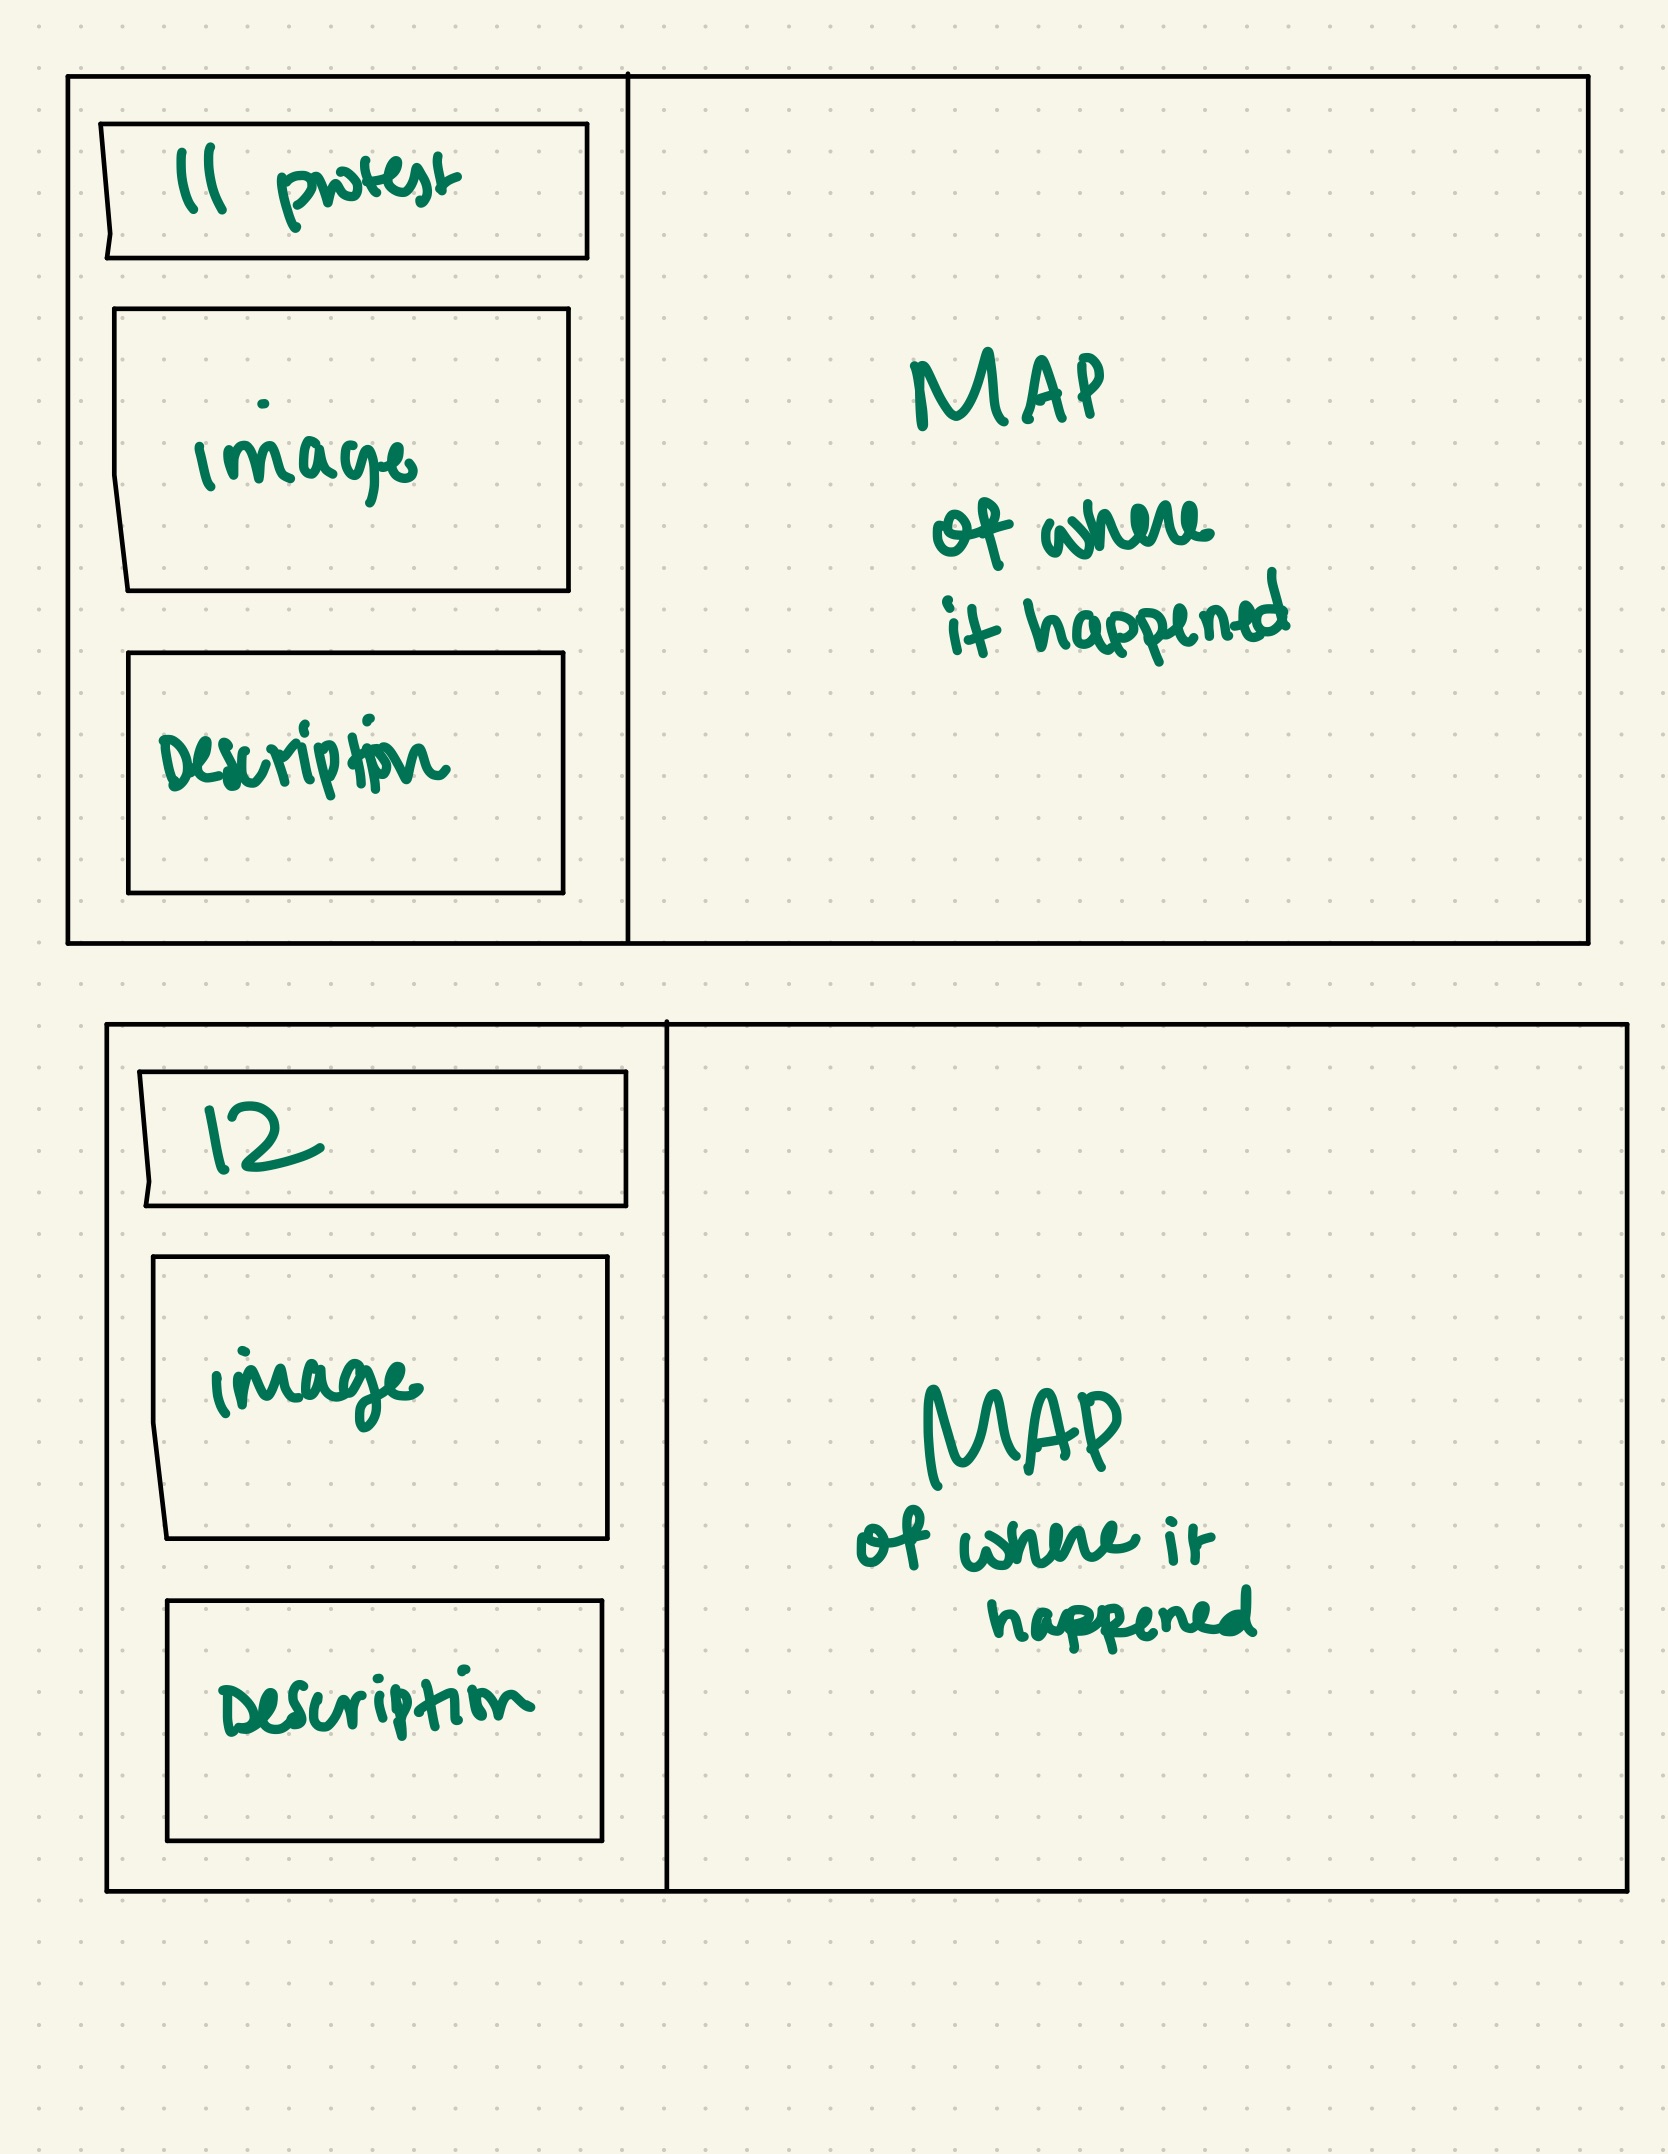 11 protest
image
Description
MAP
of where
it happened
12
image
Description
MAP
of where it
happened